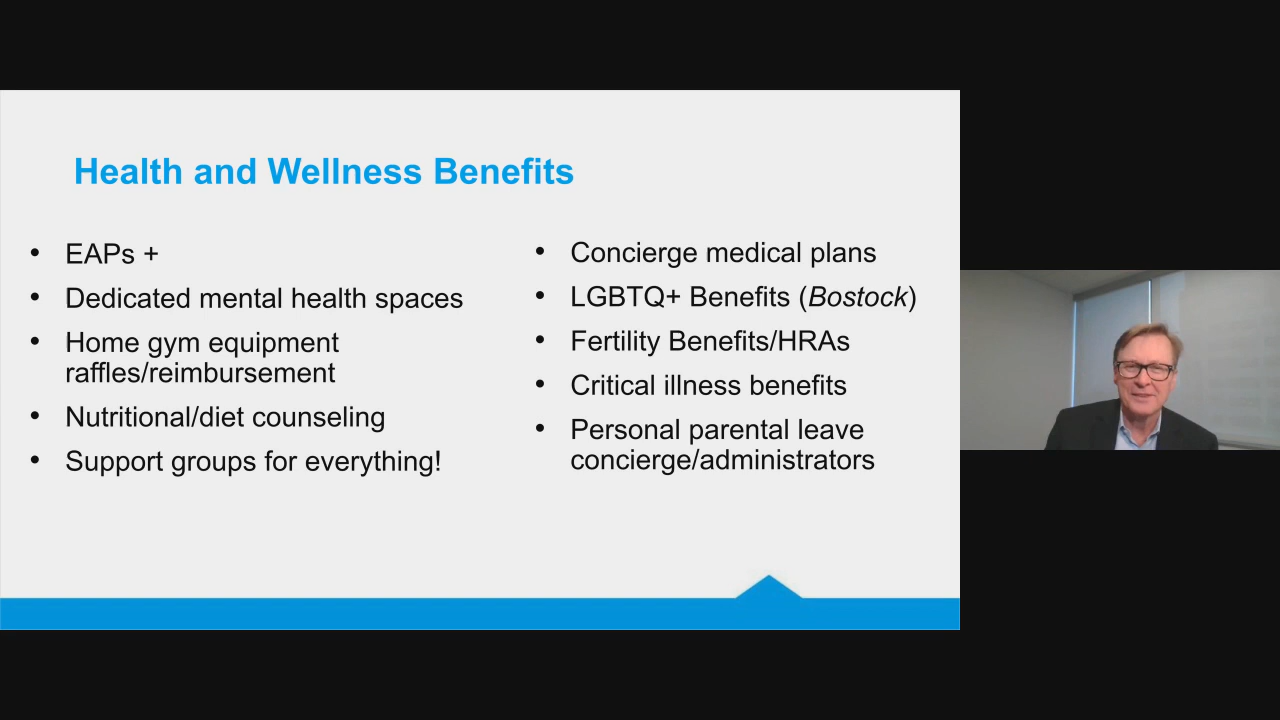 Health and Wellness Benefits
• EAPs +
• Dedicated mental health spaces
• Home gym equipment
raffles/reimbursement
• Nutritional/diet counseling
• Support groups for everything!
• Concierge medical plans
• LGBTQ+ Benefits (Bostock)
• Fertility Benefits/HRAs
• Critical illness benefits
• Personal parental leave
concierge/administrators